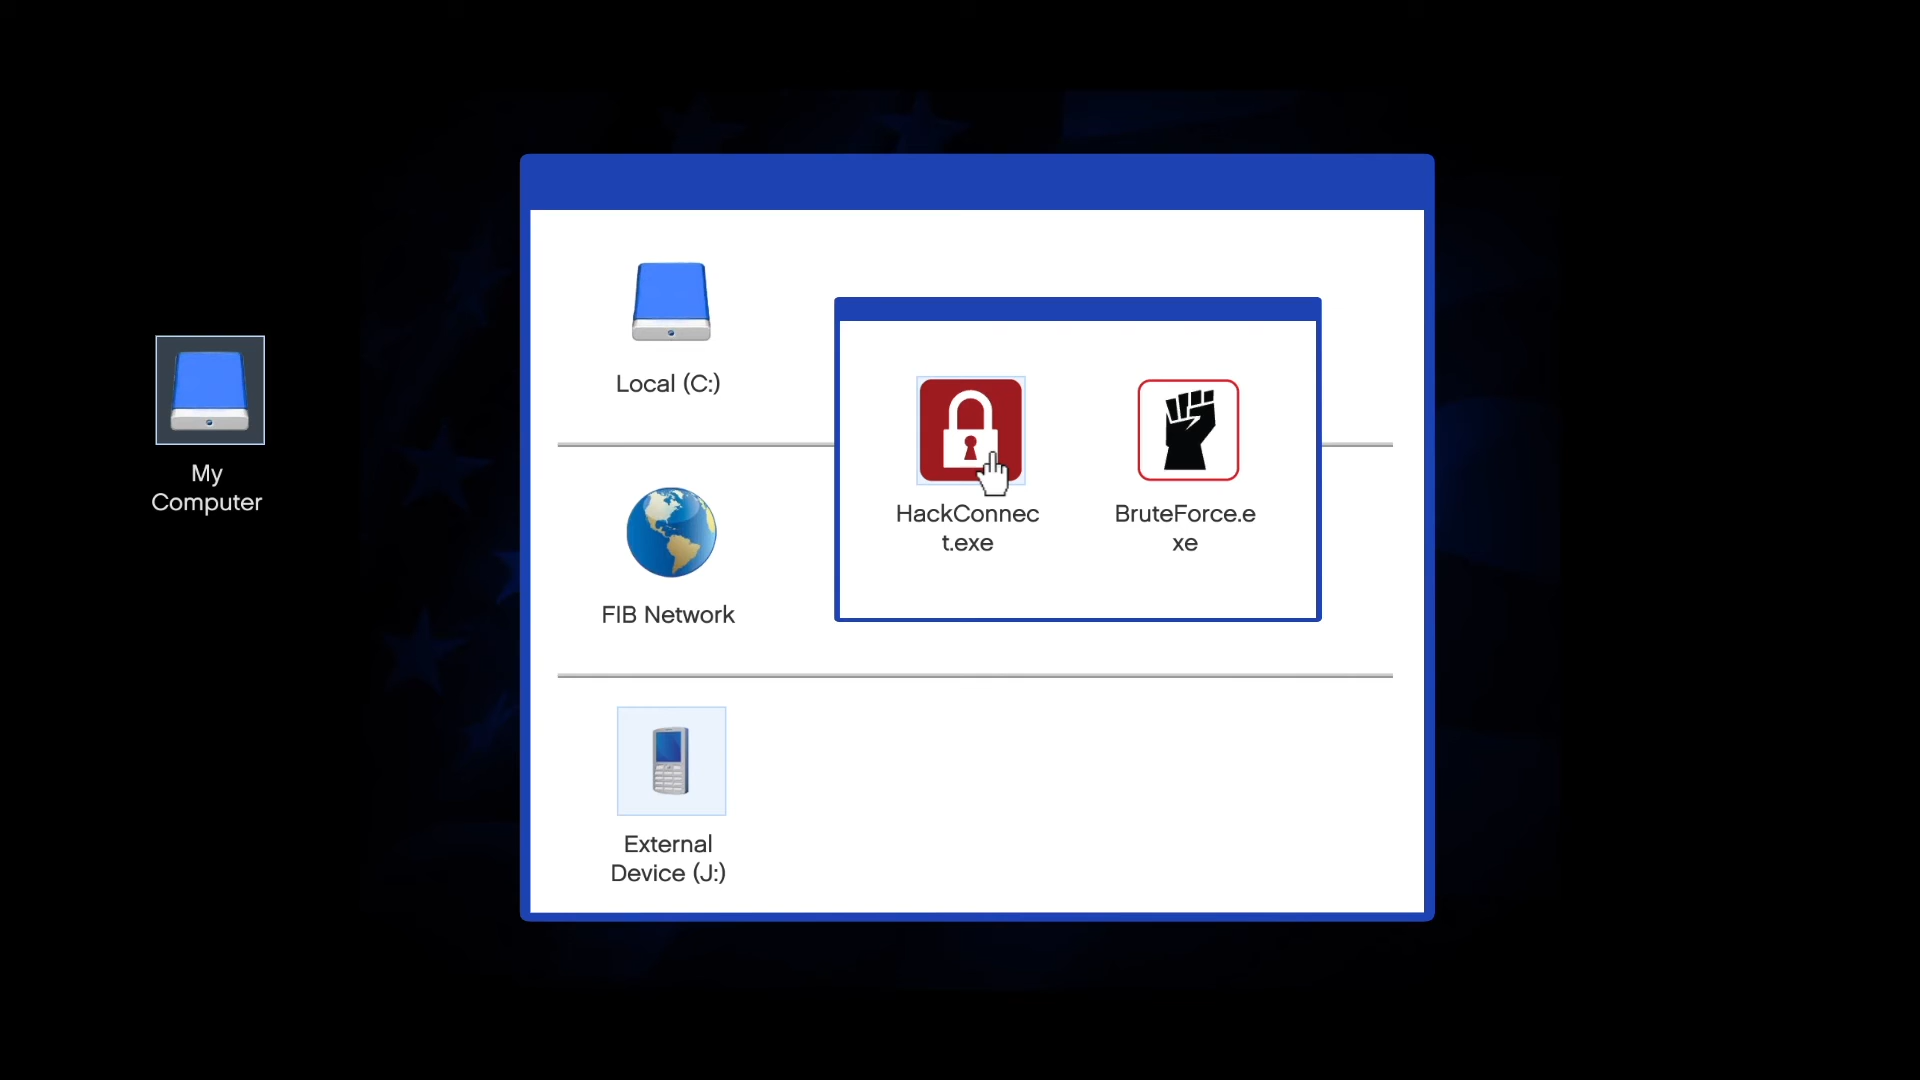 My
Computer
Local (C:)
FIB Network
External
Device (J:)
HackConnec
t.exe
BruteForce.e
xe